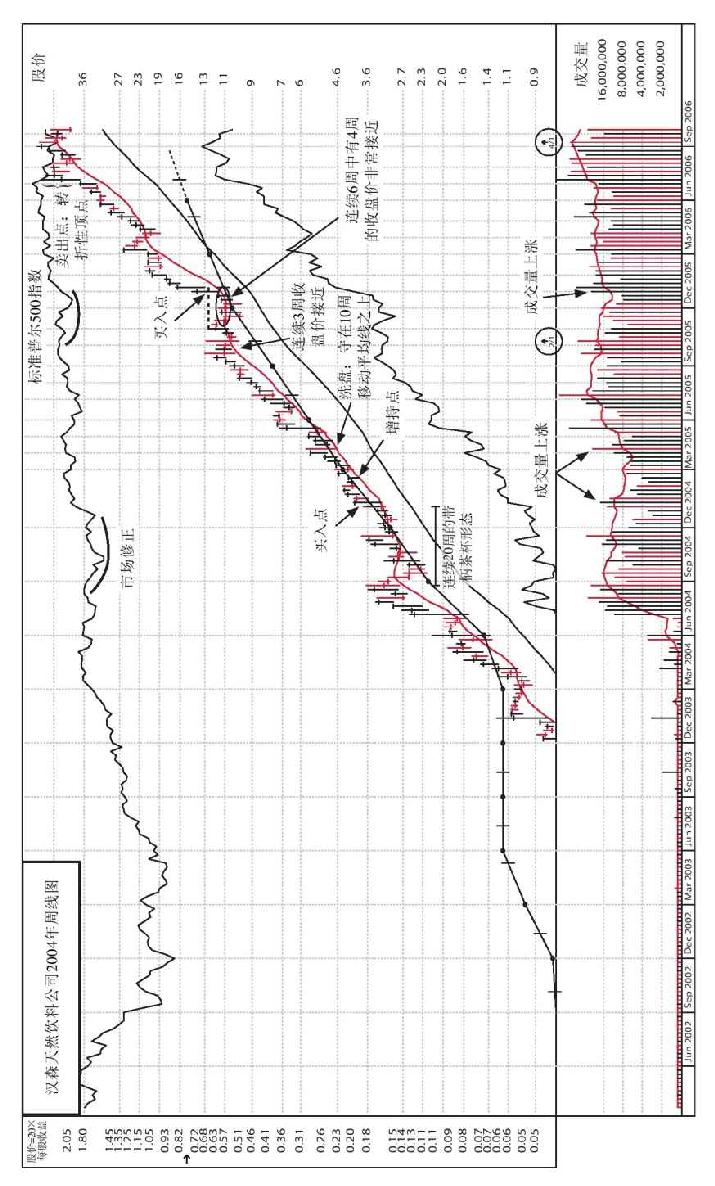 汉森天然饮料公司2004年周线图
标准普尔500指数
市场修正
卖出点：转
折性顶点
买入点
连续6周中有4周
的收盘价非常接近
连续3周收
盘价接近
洗盘：守在10周
移动平均线之上
增持点
买入点
连续20周的带
柄茶杯形态
成交量上涨
成交量上涨
股价
36
27
23
19
16
13
11
9
7
6
4.6
3.6
2.7
2.3
2.0
1.6
1.4
1.1
0.9
成交量
16,000,000
8,000,000
4,000,000
2,000,000
股价=20×
每股收益
2.05
1.80
1.45
1.35
1.25
1.15
1.05
0.93
0.82
0.72
0.68
0.63
0.57
0.51
0.46
0.41
0.36
0.31
0.26
0.23
0.20
0.18
0.15
0.14
0.13
0.11
0.11
0.09
0.08
0.07
0.07
0.06
0.06
0.05
0.05
2/1
4/1
Jun 2002
Sep 2002
Dec 2002
Mar 2003
Jun 2003
Sep 2003
Dec 2003
Mar 2004
Jun 2004
Sep 2004
Dec 2004
Mar 2005
Jun 2005
Sep 2005
Dec 2005
Mar 2006
Jun 2006
Sep 2006